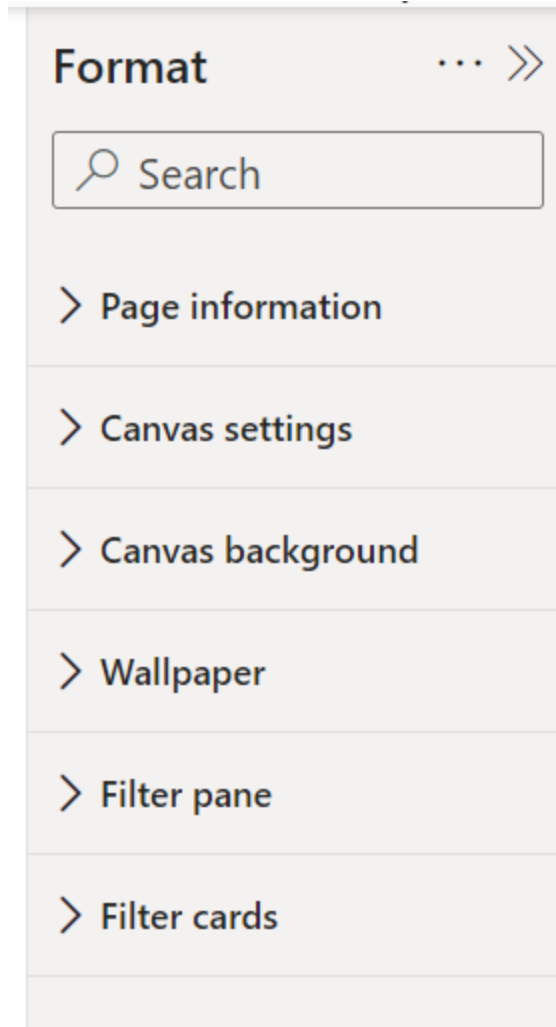 Format
Search
Page information
Canvas settings
Canvas background
Wallpaper
Filter pane
Filter cards